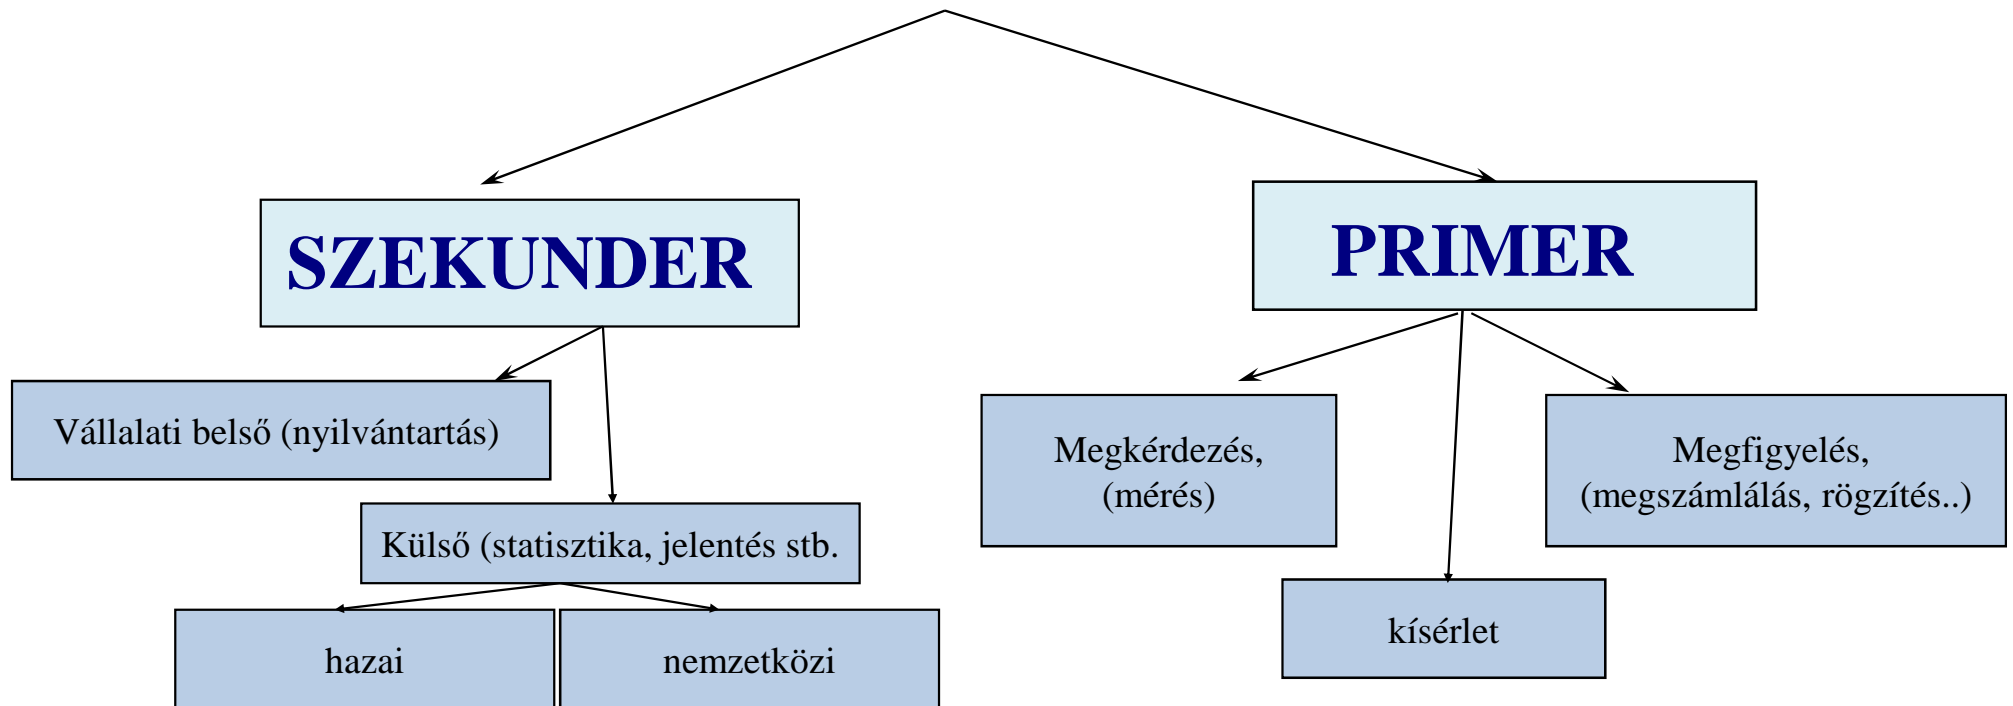 SZEKUNDER
PRIMER
Vállalati belső (nyilvántartás)
Külső (statisztika, jelentés stb.
hazai
nemzetközi
Megkérdezés,
(mérés)
kísérlet
Megfigyelés,
(megszámlálás, rögzítés..)